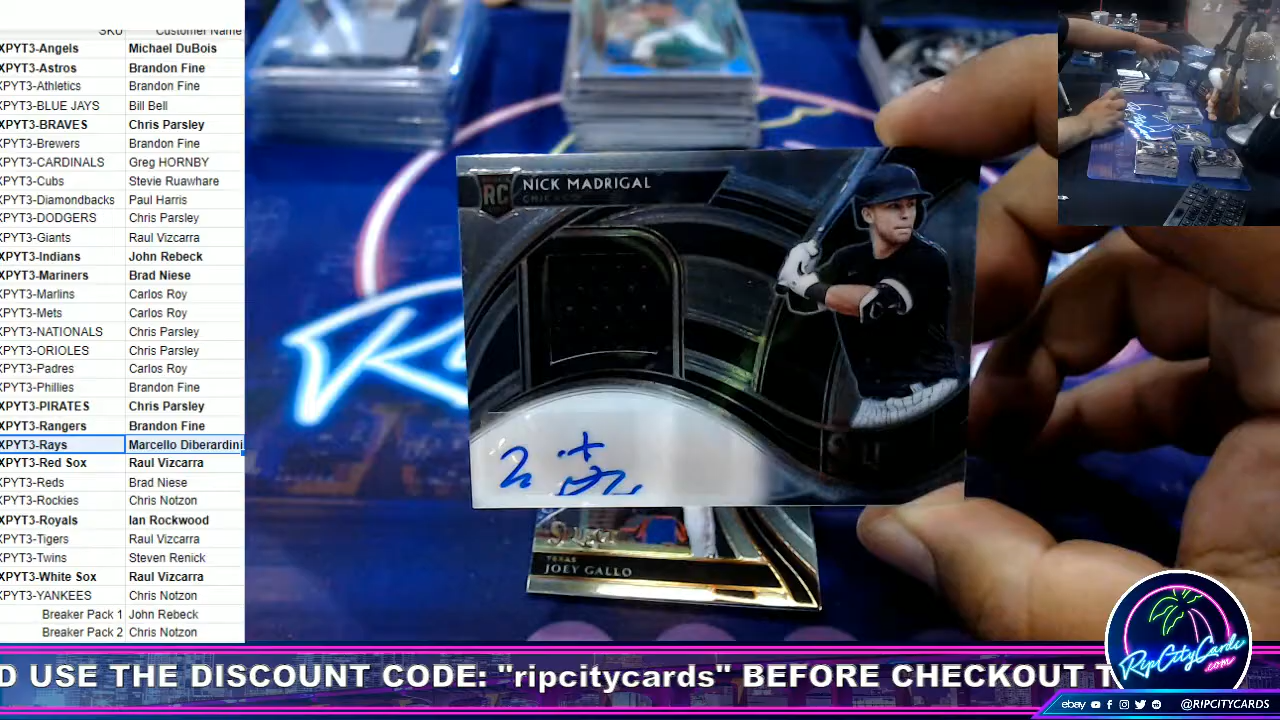 SKU Customer Name
XPYT3-Angels Michael DuBois
XPYT3-Astros Brandon Fine
XPYT3-Athletics Brandon Fine
XPYT3-BLUE JAYS Bill Bell
XPYT3-BRAVES Chris Parsley
XPYT3-Brewers Brandon Fine
XPYT3-CARDINALS Greg HORNBY
XPYT3-Cubs Stevie Ruawhare
XPYT3-Diamondbacks Paul Harris
XPYT3-DODGERS Chris Parsley
XPYT3-Giants Raul Vizcarra
XPYT3-Indians John Rebeck
XPYT3-Mariners Brad Niese
XPYT3-Marlins Carlos Roy
XPYT3-Mets Carlos Roy
XPYT3-NATIONALS Chris Parsley
XPYT3-ORIOLES Chris Parsley
XPYT3-Padres Carlos Roy
XPYT3-Phillies Brandon Fine
XPYT3-PIRATES Chris Parsley
XPYT3-Rangers Brandon Fine
XPYT3-Rays Marcello Diberardini
XPYT3-Red Sox Raul Vizcarra
XPYT3-Reds Brad Niese
XPYT3-Rockies Chris Notzon
XPYT3-Royals Ian Rockwood
XPYT3-Tigers Raul Vizcarra
XPYT3-Twins Steven Renick
XPYT3-White Sox Raul Vizcarra
XPYT3-YANKEES Chris Notzon
Breaker Pack 1 John Rebeck
Breaker Pack 2 Chris Notzon
RC NICK MADRIGAL
CHICAGO
TEXAS
JOEY GALLO
D USE THE DISCOUNT CODE: "ripcitycards" BEFORE CHECKOUT T
RipCityCards
.com
ebay @RIPCITYCARDS